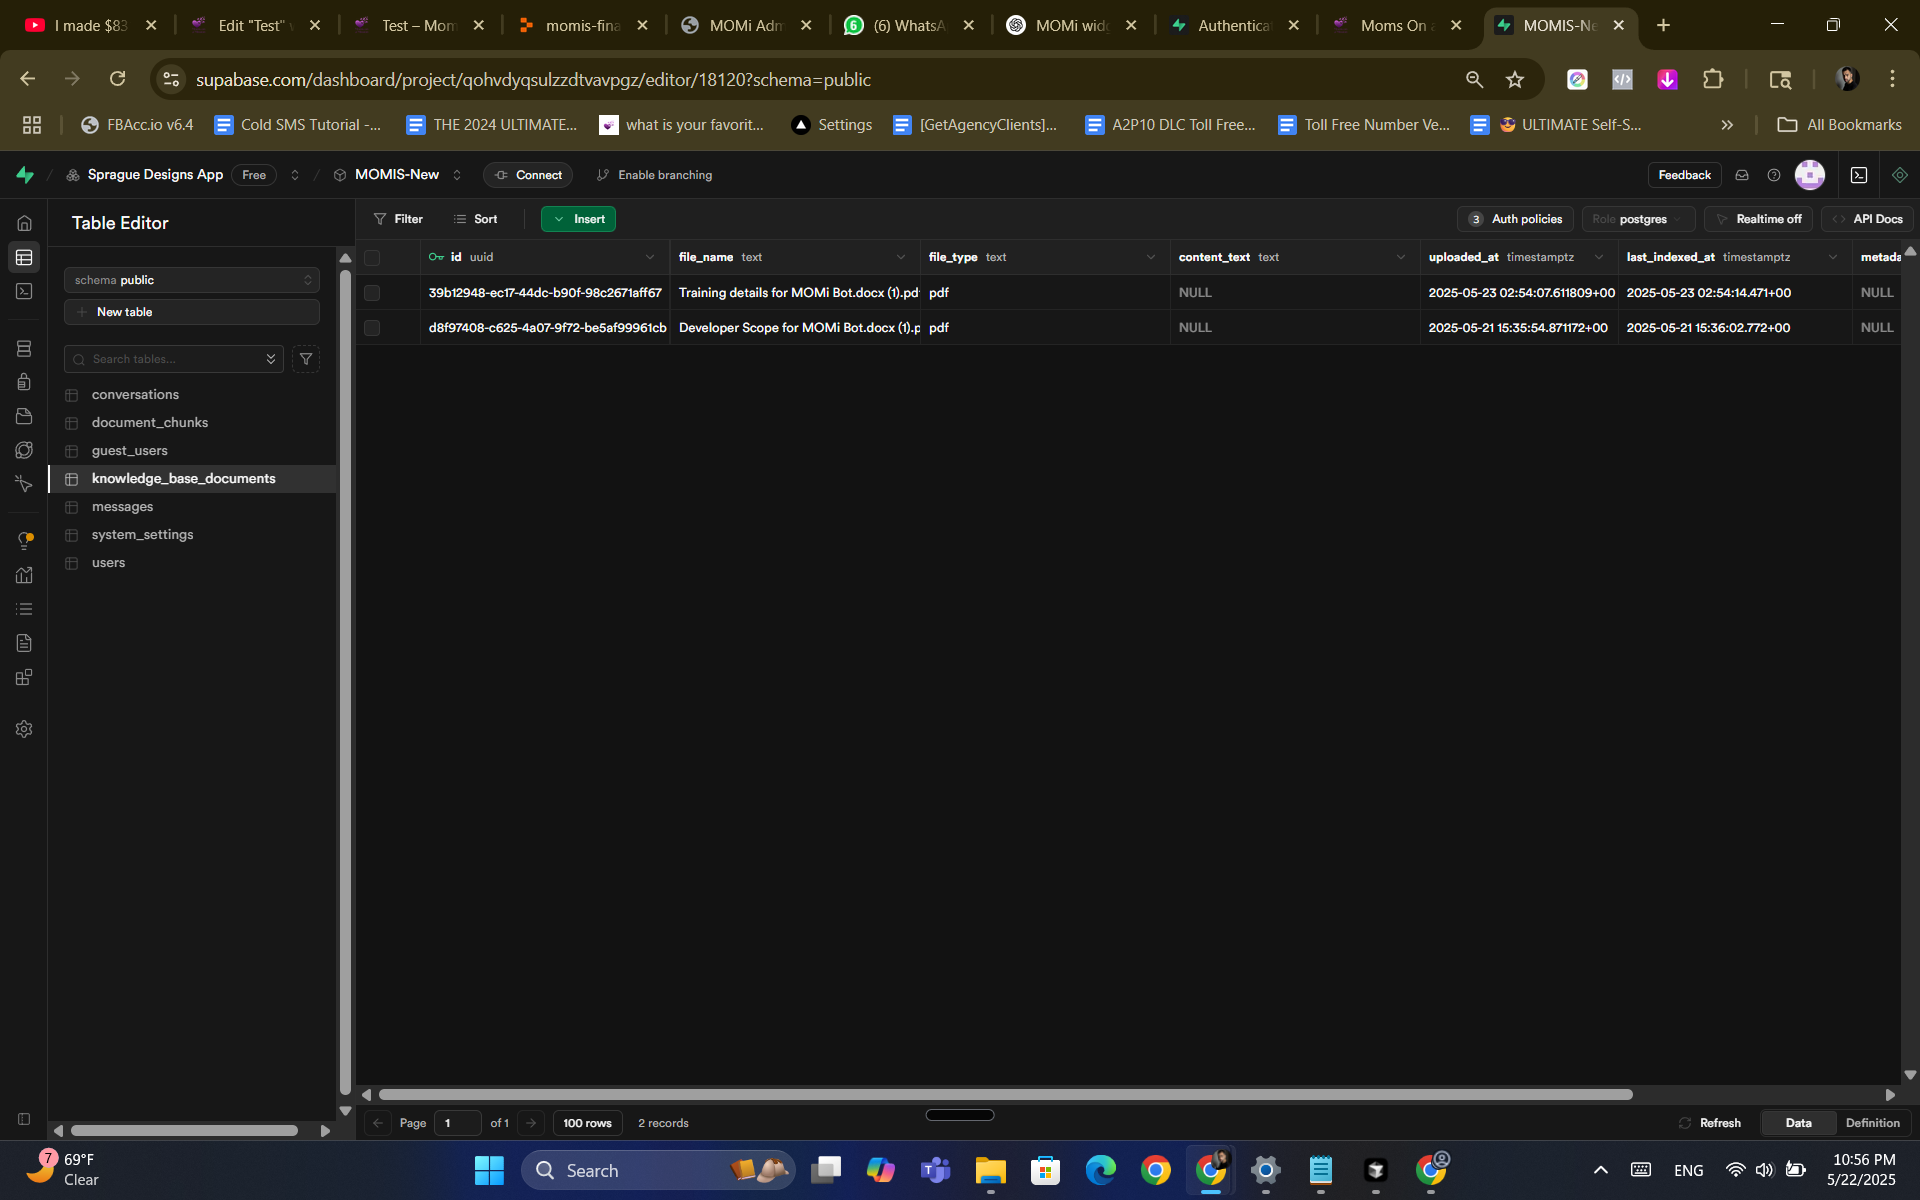 I made $83
Edit "Test"
Test – Mom
momis-fina
MOMi Adm
(6) WhatsA
MOMi widg
Authentica
Moms On a
MOMIS-Ne
supabase.com/dashboard/project/qohvdyqsulzzdtvavpgz/editor/18120?schema=public
FBAcc.io v6.4
Cold SMS Tutorial -...
THE 2024 ULTIMATE...
what is your favorit...
Settings
[GetAgencyClients]...
A2P10 DLC Toll Free...
Toll Free Number Ve...
😎 ULTIMATE Self-S...
All Bookmarks
Sprague Designs App
Free
MOMIS-New
Connect
Enable branching
Feedback
Table Editor
Filter
Sort
Insert
3 Auth policies
Role postgres
Realtime off
API Docs
schema public
New table
Search tables...
conversations
document_chunks
guest_users
knowledge_base_documents
messages
system_settings
users
id uuid
file_name text
file_type text
content_text text
uploaded_at timestamptz
last_indexed_at timestamptz
metada
39b12948-ec17-44dc-b90f-98c2671aff67
Training details for MOMi Bot.docx (1).pdf
pdf
NULL
2025-05-23 02:54:07.611809+00
2025-05-23 02:54:14.471+00
NULL
d8f97408-c625-4a07-9f72-be5af99961cb
Developer Scope for MOMi Bot.docx (1).p
pdf
NULL
2025-05-21 15:35:54.871172+00
2025-05-21 15:36:02.772+00
NULL
Page
1
of 1
100 rows
2 records
Refresh
Data
Definition
7
69°F
Clear
Search
ENG
10:56 PM
5/22/2025